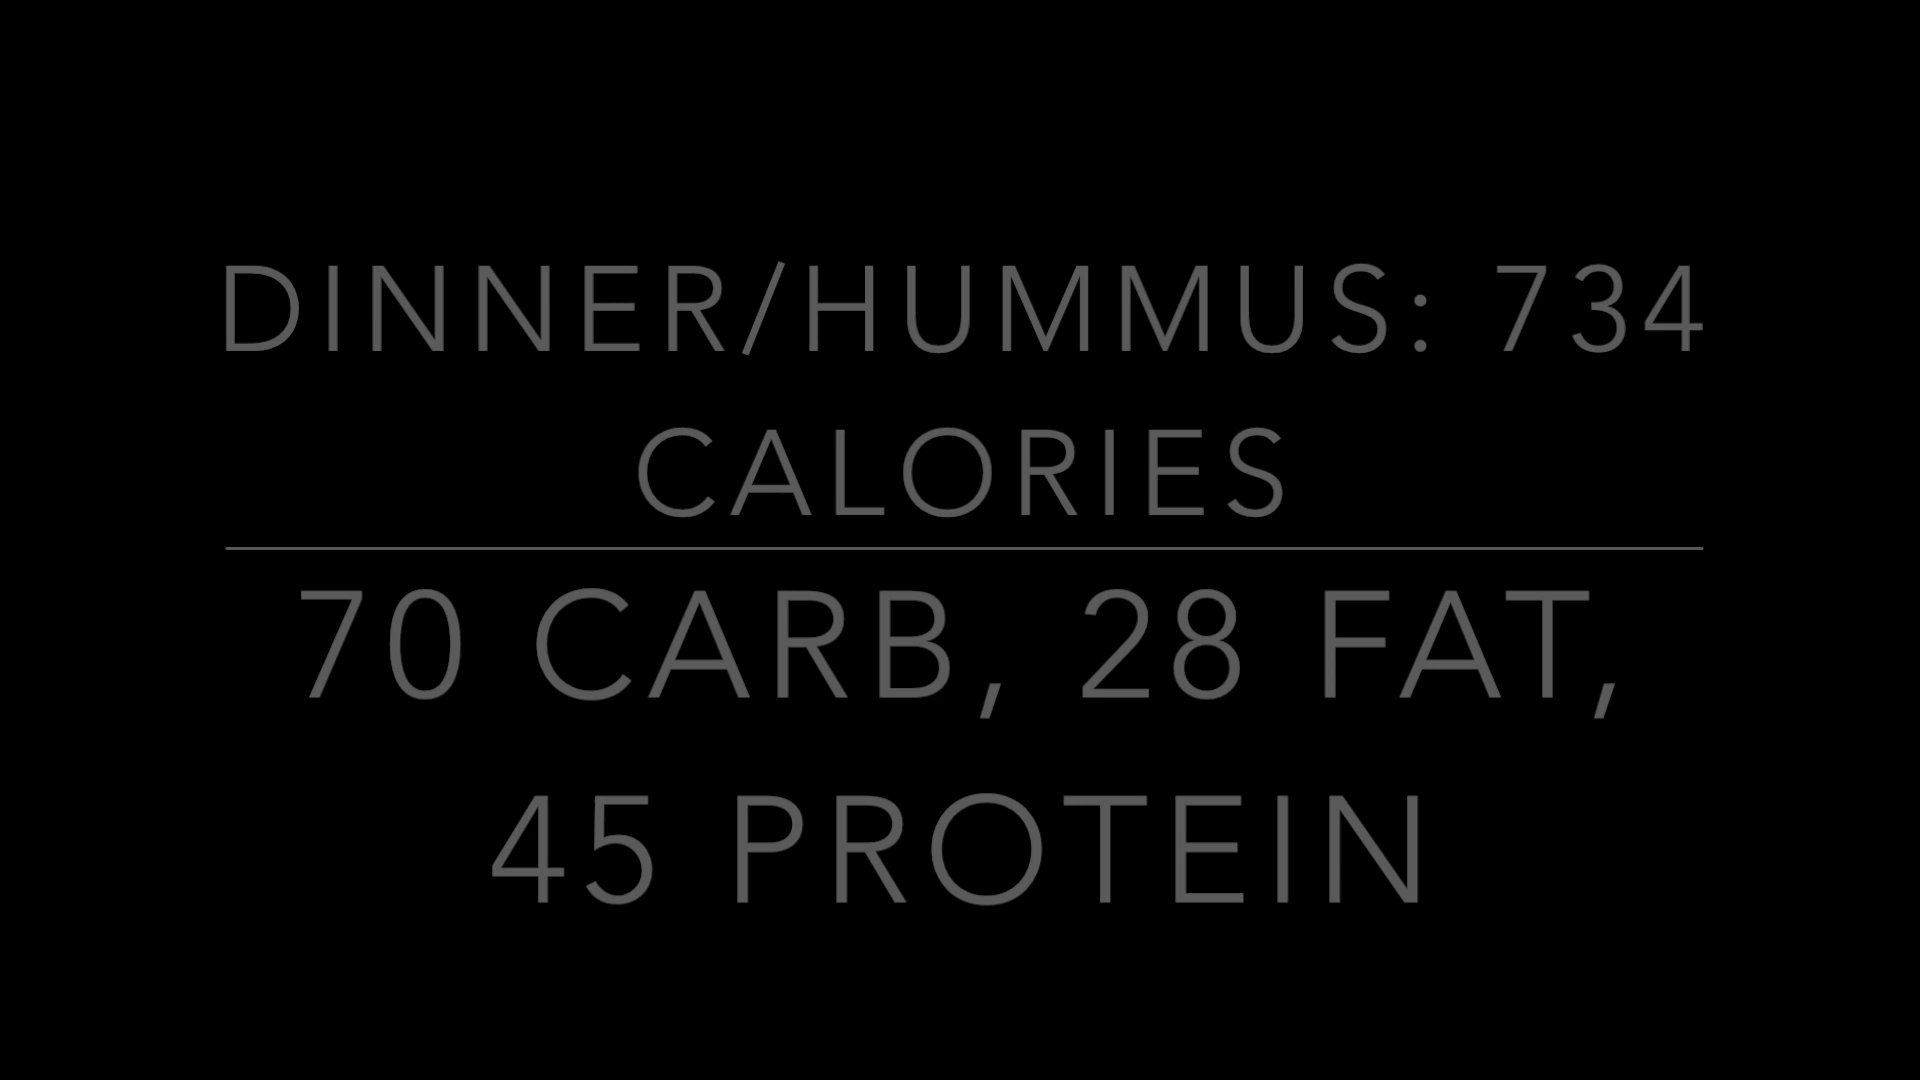 DINNER/HUMMUS: 734
CALORIES
70 CARB, 28 FAT,
45 PROTEIN